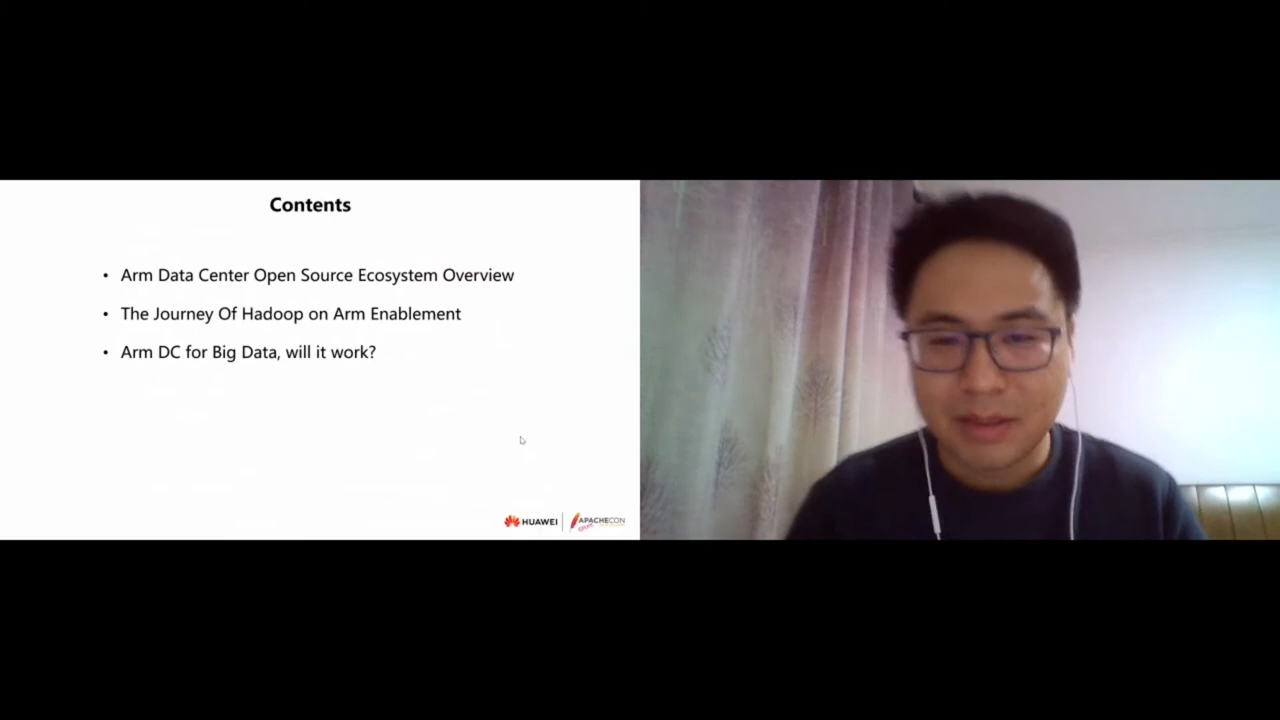 Contents
• Arm Data Center Open Source Ecosystem Overview
• The Journey Of Hadoop on Arm Enablement
• Arm DC for Big Data, will it work?
HUAWEI
APACHECON